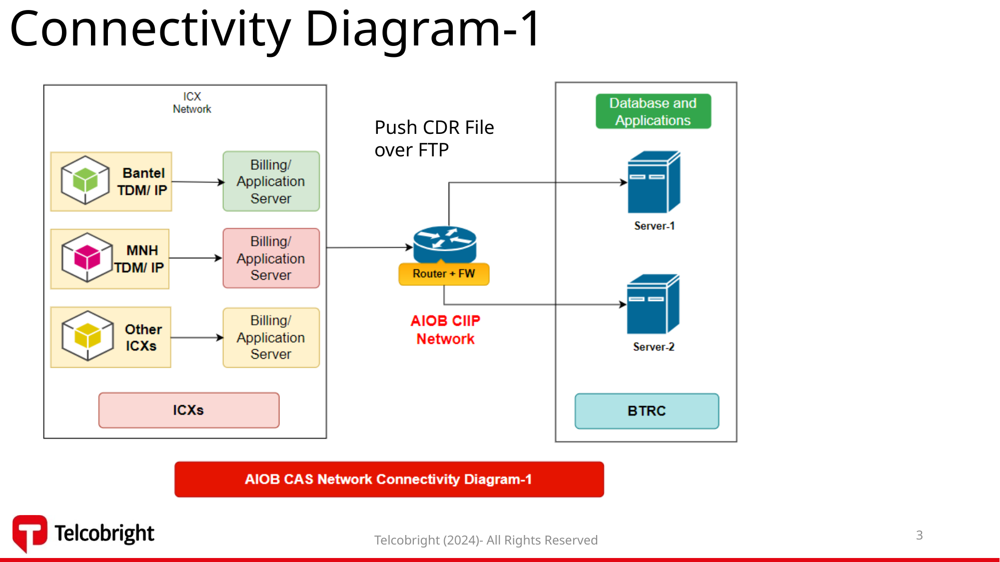 Connectivity Diagram-1
ICX
Network
Bantel
TDM/ IP
Billing/
Application
Server
MNH
TDM/ IP
Billing/
Application
Server
Other
ICXs
Billing/
Application
Server
ICXs
Push CDR File
over FTP
Router + FW
AIOB CIIP
Network
Database and
Applications
Server-1
Server-2
BTRC
AIOB CAS Network Connectivity Diagram-1
Telcobright
Telcobright (2024)- All Rights Reserved
3